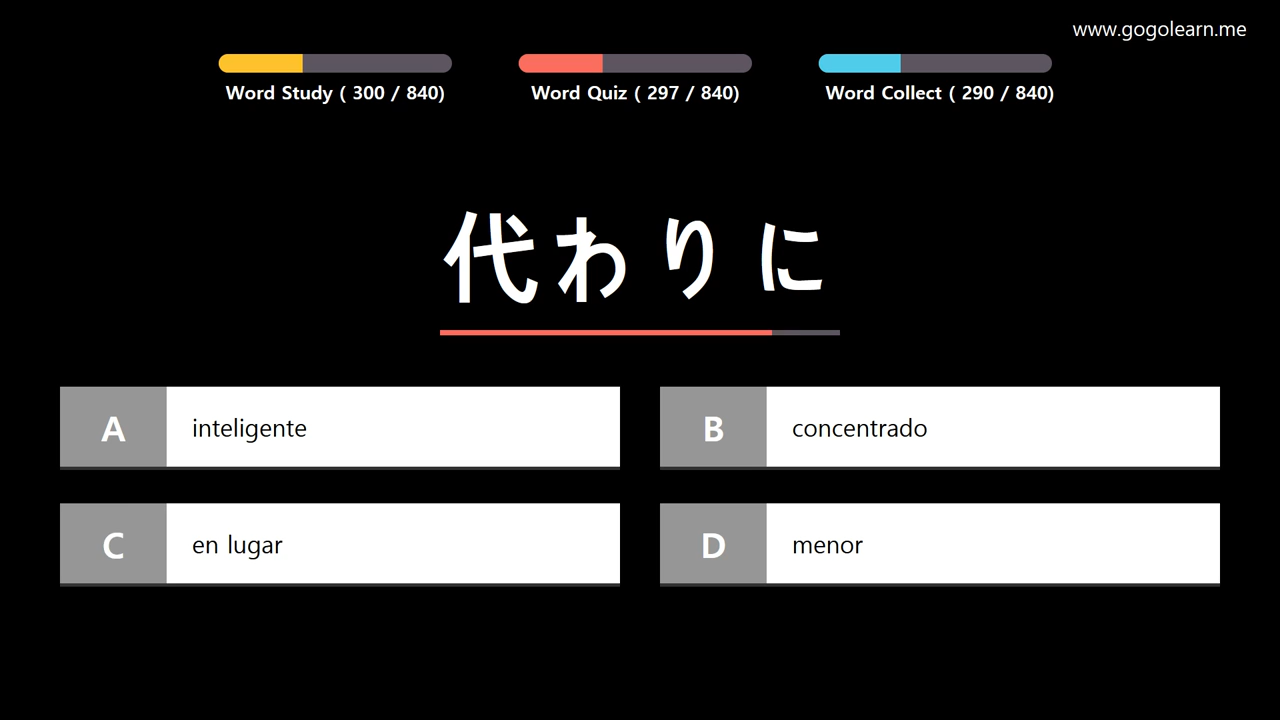 www.gogolearn.me
Word Study ( 300 / 840)
Word Quiz ( 297 / 840)
Word Collect ( 290 / 840)
代わりに
A inteligente
B concentrado
C en lugar
D menor